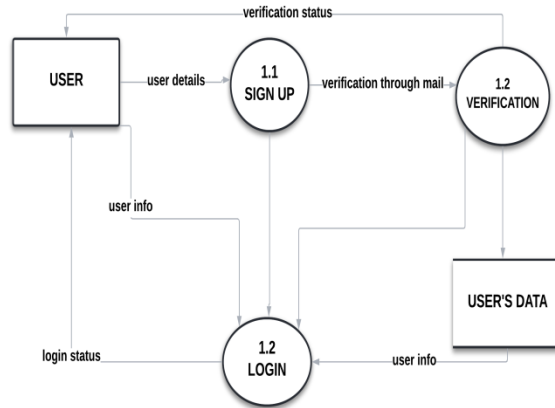 verification status
USER
user details
1.1
SIGN UP
verification through mail
1.2
VERIFICATION
user info
USER'S DATA
1.2
LOGIN
login status
user info